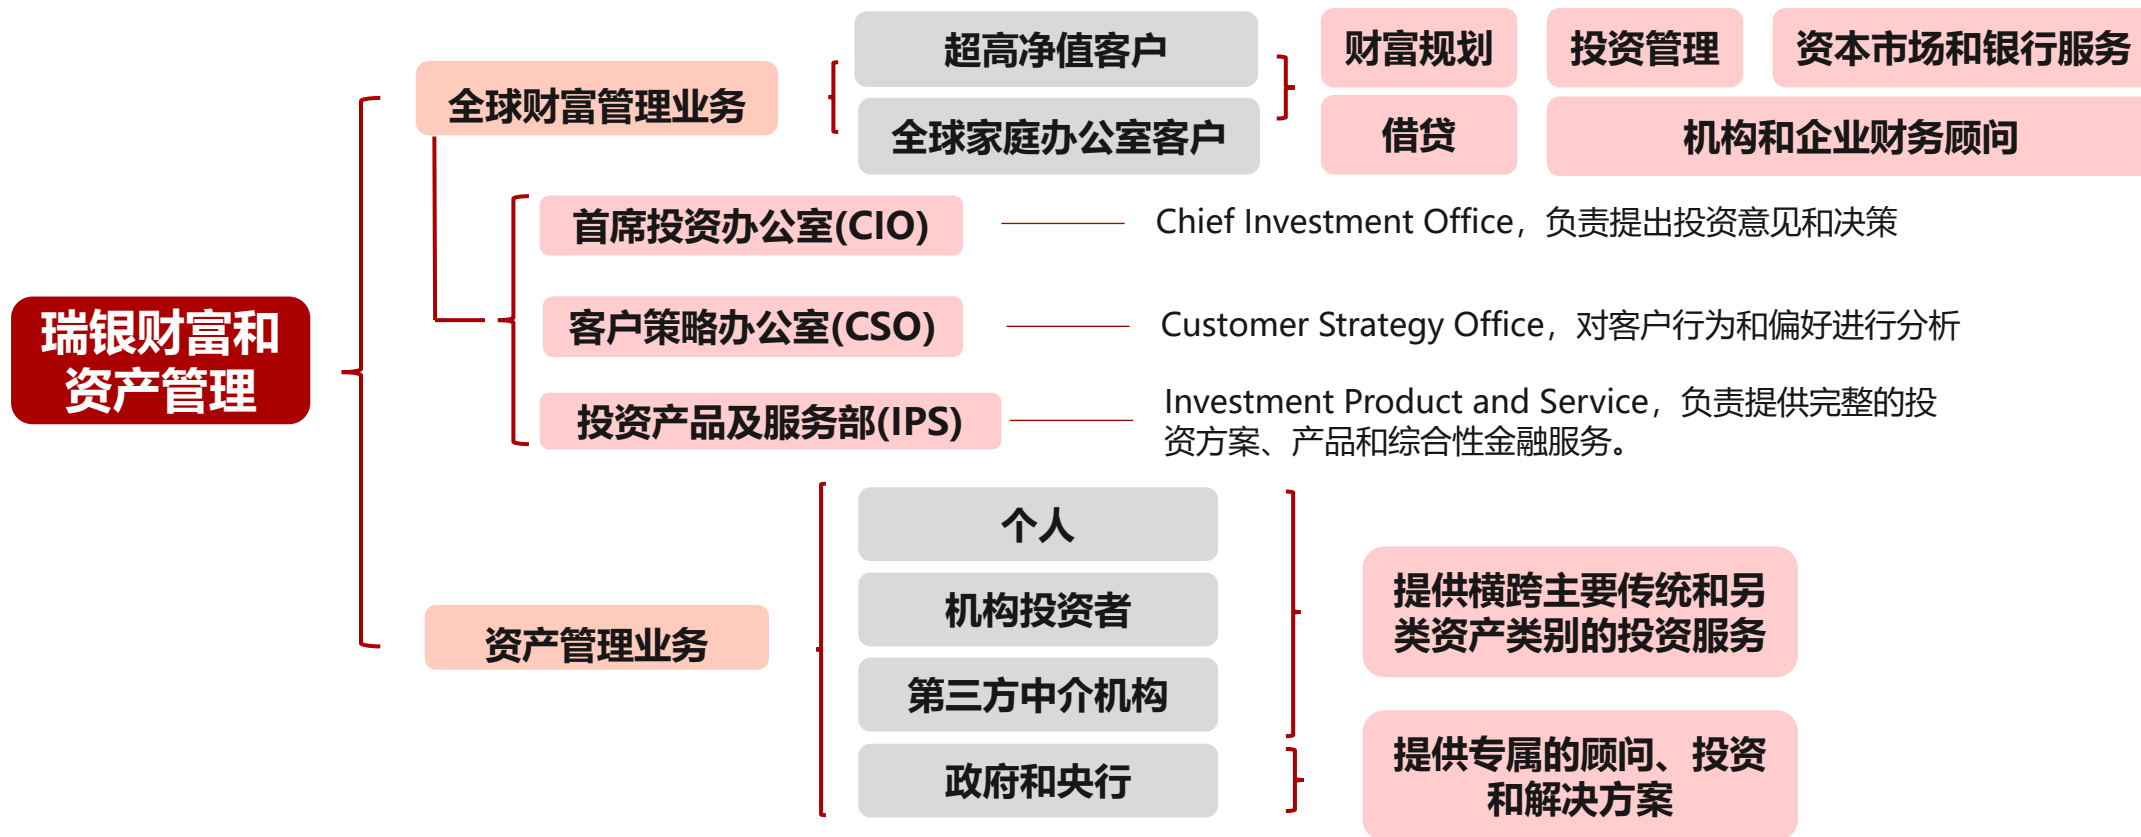 瑞银财富和
资产管理
全球财富管理业务
超高净值客户
全球家庭办公室客户
财富规划
投资管理
资本市场和银行服务
借贷
机构和企业财务顾问
首席投资办公室(CIO)
Chief Investment Office，负责提出投资意见和决策
客户策略办公室(CSO)
Customer Strategy Office，对客户行为和偏好进行分析
投资产品及服务部(IPS)
Investment Product and Service，负责提供完整的投
资方案、产品和综合性金融服务。
资产管理业务
个人
机构投资者
第三方中介机构
政府和央行
提供横跨主要传统和另
类资产类别的投资服务
提供专属的顾问、投资
和解决方案